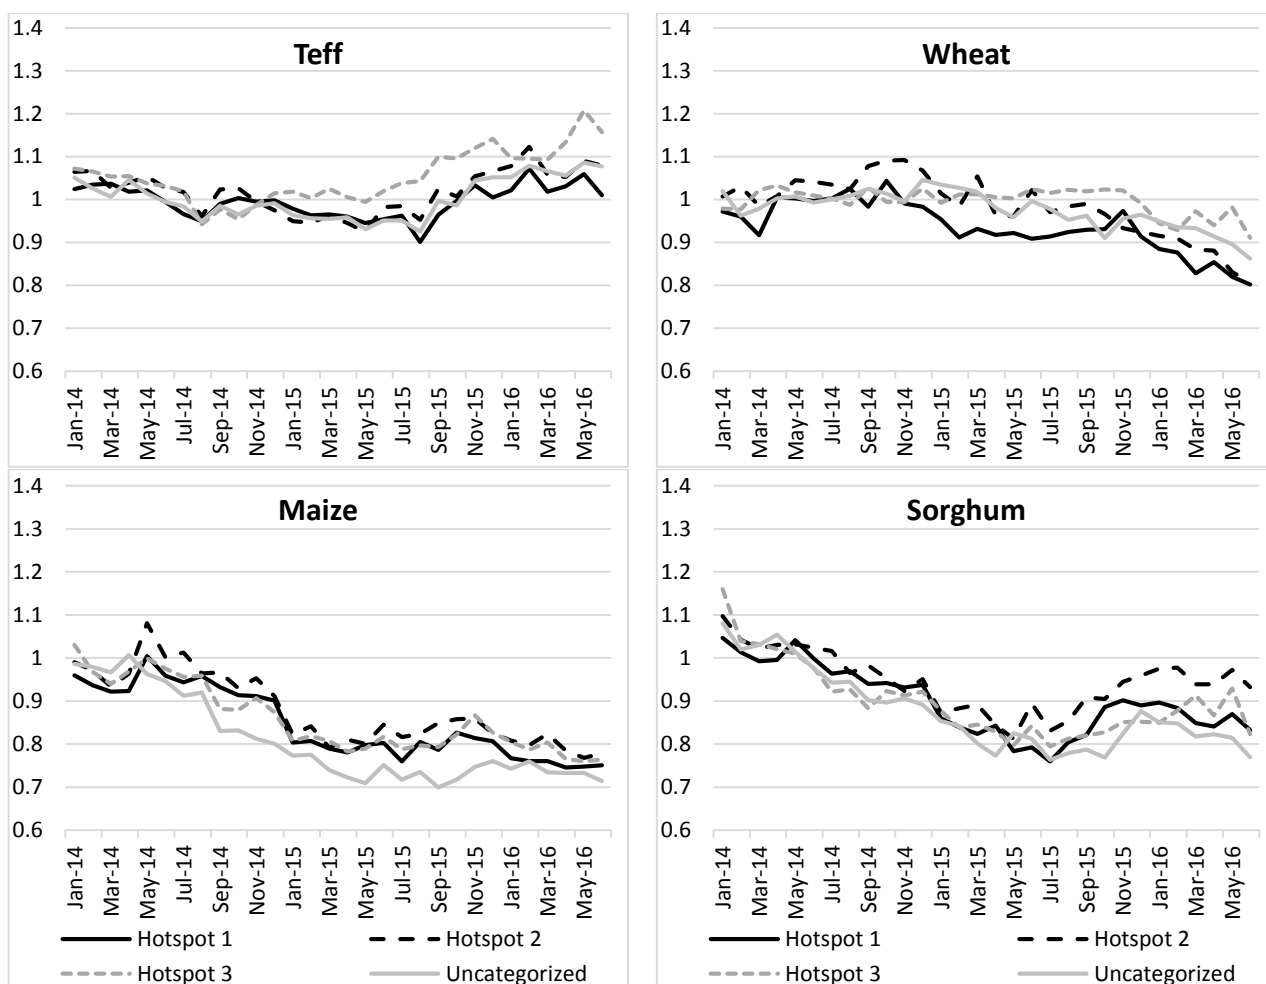 Teff
1.4
1.3
1.2
1.1
1
0.9
0.8
0.7
0.6
Jan-14
Mar-14
May-14
Jul-14
Sep-14
Nov-14
Jan-15
Mar-15
May-15
Jul-15
Sep-15
Nov-15
Jan-16
Mar-16
May-16
Wheat
1.4
1.3
1.2
1.1
1
0.9
0.8
0.7
0.6
Jan-14
Mar-14
May-14
Jul-14
Sep-14
Nov-14
Jan-15
Mar-15
May-15
Jul-15
Sep-15
Nov-15
Jan-16
Mar-16
May-16
Maize
1.4
1.3
1.2
1.1
1
0.9
0.8
0.7
0.6
Jan-14
Mar-14
May-14
Jul-14
Sep-14
Nov-14
Jan-15
Mar-15
May-15
Jul-15
Sep-15
Nov-15
Jan-16
Mar-16
May-16
Hotspot 1
Hotspot 2
Hotspot 3
Uncategorized
Sorghum
1.4
1.3
1.2
1.1
1
0.9
0.8
0.7
0.6
Jan-14
Mar-14
May-14
Jul-14
Sep-14
Nov-14
Jan-15
Mar-15
May-15
Jul-15
Sep-15
Nov-15
Jan-16
Mar-16
May-16
Hotspot 1
Hotspot 2
Hotspot 3
Uncategorized